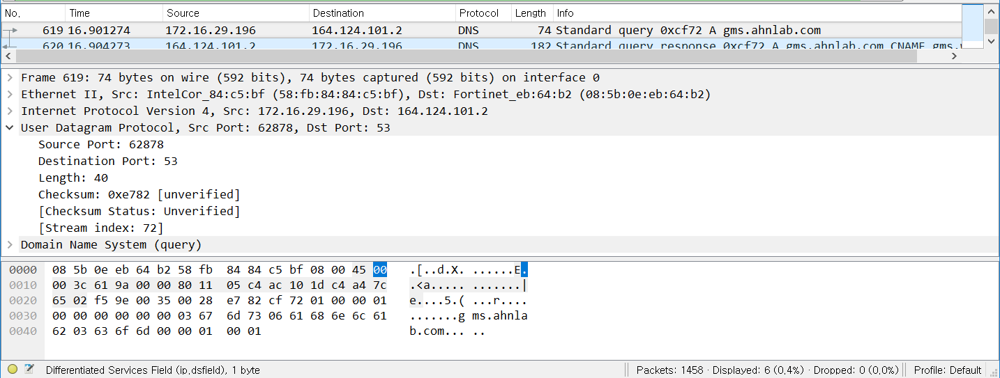 No. Time Source Destination Protocol Length Info
619 16.901274 172.16.29.196 164.124.101.2 DNS 74 Standard query 0xcf72 A gms.ahnlab.com
620 16.904273 164.124.101.2 172.16.29.196 DNS 182 Standard query response 0xcf72 A gms.ahnlab.com CNAME gms.
Frame 619: 74 bytes on wire (592 bits), 74 bytes captured (592 bits) on interface 0
Ethernet II, Src: IntelCor_84:c5:bf (58:fb:84:84:c5:bf), Dst: Fortinet_eb:64:b2 (08:5b:0e:eb:64:b2)
Internet Protocol Version 4, Src: 172.16.29.196, Dst: 164.124.101.2
User Datagram Protocol, Src Port: 62878, Dst Port: 53
Source Port: 62878
Destination Port: 53
Length: 40
Checksum: 0xe782 [unverified]
[Checksum Status: Unverified]
[Stream index: 72]
Domain Name System (query)
0000 08 5b 0e eb 64 b2 58 fb 84 84 c5 bf 08 00 45 00 .[..d.X. ......E.
0010 00 3c 61 9a 00 00 80 11 05 c4 ac 10 1d c4 a4 7c .<a..... .......|
0020 65 02 f5 9e 00 35 00 28 e7 82 cf 72 01 00 00 01 e....5.( ...r....
0030 00 00 00 00 00 00 03 67 6d 73 06 61 68 6e 6c 61 .......g ms.ahnla
0040 62 03 63 6f 6d 00 00 01 00 01 b.com... ..
Differentiated Services Field (ip.dsfield), 1 byte Packets: 1458 · Displayed: 6 (0.4%) · Dropped: 0 (0.0%) Profile: Default